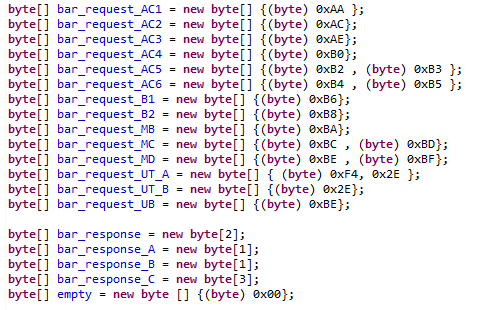 byte[] bar_request_AC1 = new byte[] {(byte) 0xAA };
byte[] bar_request_AC2 = new byte[] {(byte) 0xAC};
byte[] bar_request_AC3 = new byte[] {(byte) 0xAE};
byte[] bar_request_AC4 = new byte[] {(byte) 0xB0};
byte[] bar_request_AC5 = new byte[] {(byte) 0xB2 , (byte) 0xB3 };
byte[] bar_request_AC6 = new byte[] {(byte) 0xB4 , (byte) 0xB5 };
byte[] bar_request_B1 = new byte[] {(byte) 0xB6};
byte[] bar_request_B2 = new byte[] {(byte) 0xB8};
byte[] bar_request_MB = new byte[] {(byte) 0xBA};
byte[] bar_request_MC = new byte[] {(byte) 0xBC , (byte) 0xBD};
byte[] bar_request_MD = new byte[] {(byte) 0xBE , (byte) 0xBF};
byte[] bar_request_UT_A = new byte[] { (byte) 0xF4, 0x2E };
byte[] bar_request_UT_B = new byte[] {(byte) 0x2E};
byte[] bar_request_UB = new byte[] {(byte) 0xBE};

byte[] bar_response = new byte[2];
byte[] bar_response_A = new byte[1];
byte[] bar_response_B = new byte[1];
byte[] bar_response_C = new byte[3];
byte[] empty = new byte [] {(byte) 0x00};